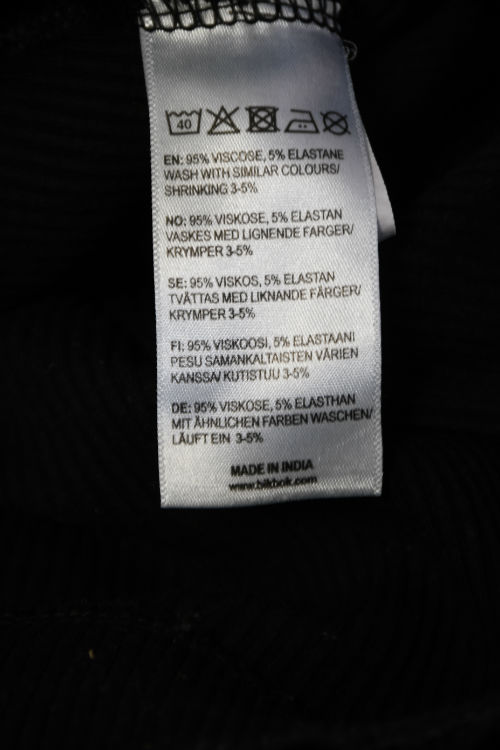 40
EN: 95% VISCOSE, 5% ELASTANE
WASH WITH SIMILAR COLOURS/
SHRINKING 3-5%
NO: 95% VISKOSE, 5% ELASTAN
VASKES MED LIGNENDE FARGER/
KRYMPER 3-5%
SE: 95% VISKOS, 5% ELASTAN
TVÄTTAS MED LIKNANDE FÄRGER/
KRYMPER 3-5%
FI: 95% VISKOOSI, 5% ELASTAANI
PESU SAMANKALTAISTEN VÄRIEN
KANSSA/ KUTISTUU 3-5%
DE: 95% VISKOSE, 5% ELASTHAN
MIT ÄHNLICHEN FARBEN WASCHEN/
LÄUFT EIN 3-5%
MADE IN INDIA
www.bikbok.com